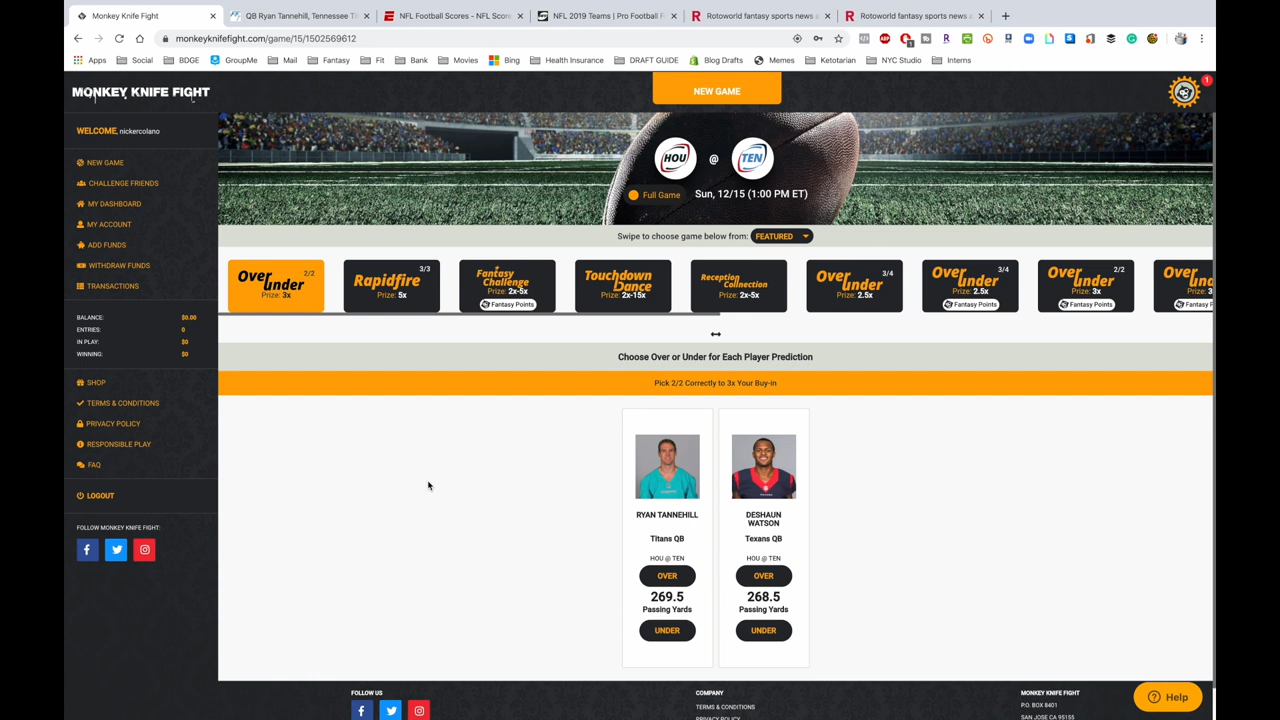 Monkey Knife Fight
QB Ryan Tannehill, Tennessee Ti
NFL Football Scores - NFL Score
NFL 2019 Teams | Pro Football F
Rotoworld fantasy sports news a
Rotoworld fantasy sports news a
monkeyknifefight.com/game/15/1502569612
Apps Social BDGE GroupMe Mail Fantasy Fit Bank Movies Bing Health Insurance DRAFT GUIDE Blog Drafts Memes Ketotarian NYC Studio Interns
MONKEY KNIFE FIGHT
NEW GAME
1
WELCOME, nickercolano
NEW GAME
CHALLENGE FRIENDS
MY DASHBOARD
MY ACCOUNT
ADD FUNDS
WITHDRAW FUNDS
TRANSACTIONS
BALANCE: $0.00
ENTRIES: 0
IN PLAY: $0
WINNING: $0
SHOP
TERMS & CONDITIONS
PRIVACY POLICY
RESPONSIBLE PLAY
FAQ
LOGOUT
FOLLOW MONKEY KNIFE FIGHT:
HOU @ TEN
Full Game Sun, 12/15 (1:00 PM ET)
Swipe to choose game below from: FEATURED
Over Under 2/2 Prize: 3x
Rapidfire 3/3 Prize: 5x
Fantasy Challenge Prize: 2x-5x Fantasy Points
Touchdown Dance Prize: 2x-15x
Reception Connection Prize: 2x-5x
Over Under 3/4 Prize: 2.5x
Over Under 3/4 Prize: 2.5x Fantasy Points
Over Under 2/2 Prize: 3x Fantasy Points
Choose Over or Under for Each Player Prediction
Pick 2/2 Correctly to 3x Your Buy-in
RYAN TANNEHILL
Titans QB
HOU @ TEN
OVER
269.5
Passing Yards
UNDER
DESHAUN
WATSON
Texans QB
HOU @ TEN
OVER
268.5
Passing Yards
UNDER
FOLLOW US
COMPANY
TERMS & CONDITIONS
PRIVACY POLICY
MONKEY KNIFE FIGHT
P.O. BOX 8401
SAN JOSE CA 95155
Help